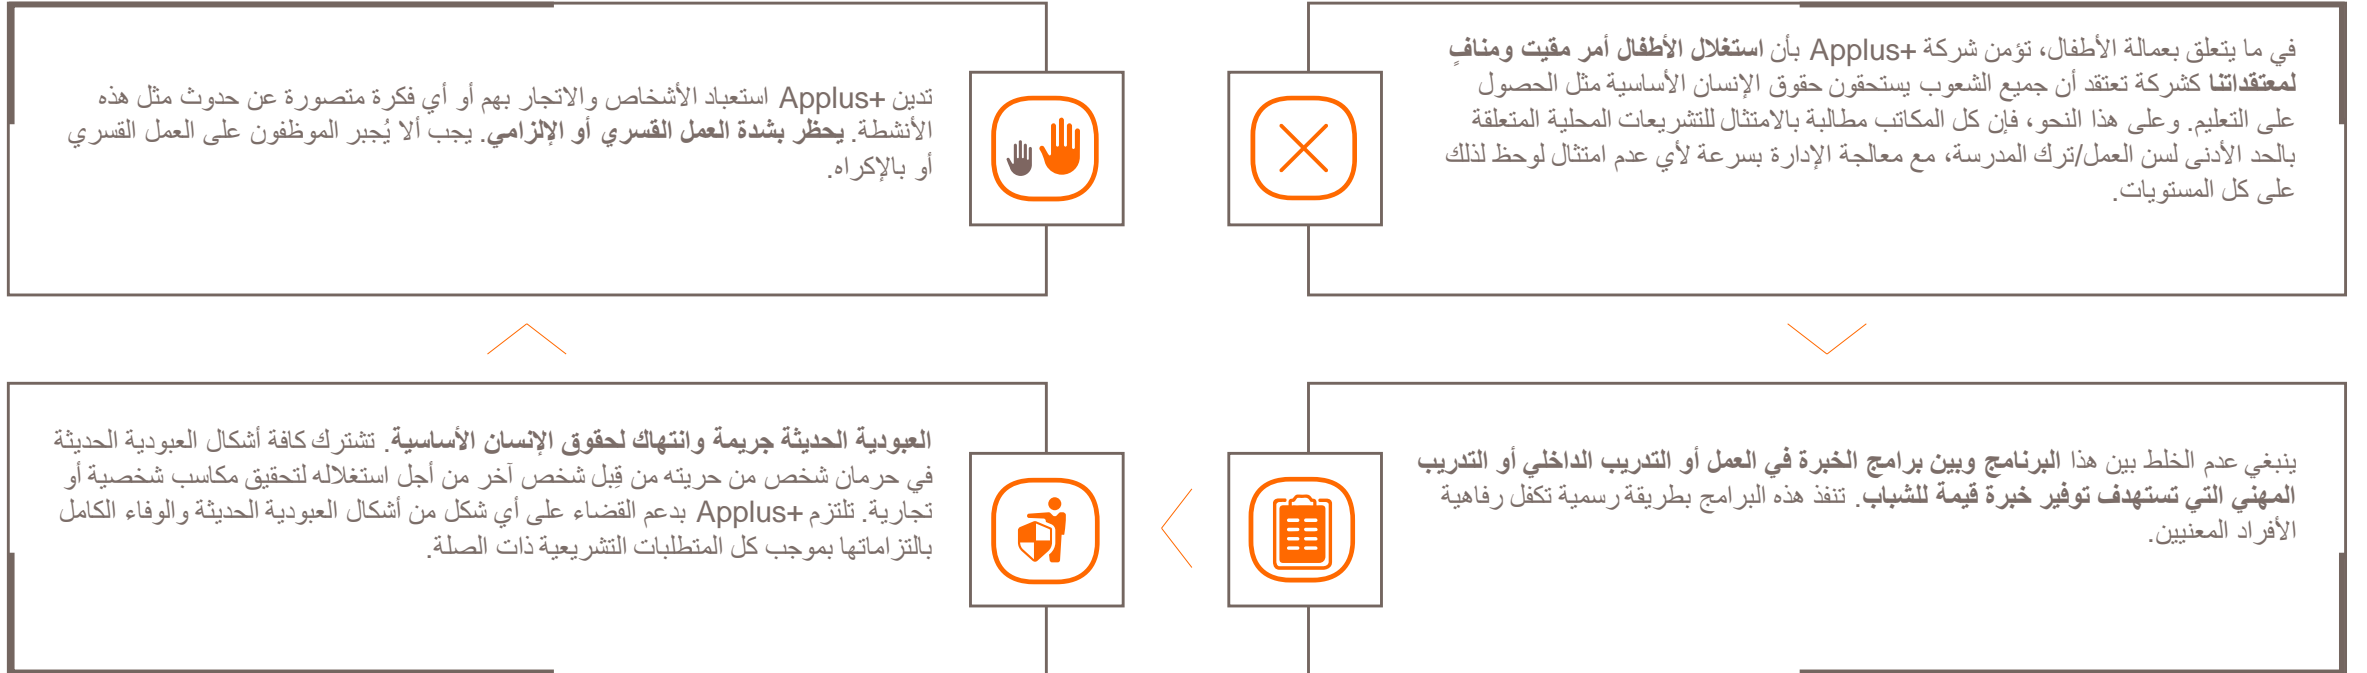 في ما يتعلق بعمالة الأطفال، تؤمن شركة Applus+ بأن استغلال الأطفال أمر مقيت ومنافٍ
لمعتقداتنا كشركة تعتقد أن جميع الشعوب يستحقون حقوق الإنسان الأساسية مثل الحصول
على التعليم. وعلى هذا النحو، فإن كل المكاتب مطالبة بالامتثال للتشريعات المحلية المتعلقة
بالحد الأدنى لسن العمل/ترك المدرسة، مع معالجة الإدارة بسرعة لأي عدم امتثال لوحظ لذلك
على كل المستويات.
ينبغي عدم الخلط بين هذا البرنامج وبين برامج الخبرة في العمل أو التدريب الداخلي أو التدريب
المهني التي تستهدف توفير خبرة قيمة للشباب. تنفذ هذه البرامج بطريقة رسمية تكفل رفاهية
الأفراد المعنيين.
العبودية الحديثة جريمة وانتهاك لحقوق الإنسان الأساسية. تشترك كافة أشكال العبودية الحديثة
في حرمان شخص من حريته من قِبل شخص آخر من أجل استغلاله لتحقيق مكاسب شخصية أو
تجارية. تلتزم Applus+ بدعم القضاء على أي شكل من أشكال العبودية الحديثة والوفاء الكامل
بالتزاماتها بموجب كل المتطلبات التشريعية ذات الصلة.
تدين Applus+ استعباد الأشخاص والاتجار بهم أو أي فكرة متصورة عن حدوث مثل هذه
الأنشطة. يحظر بشدة العمل القسري أو الإلزامي. يجب ألا يُجبر الموظفون على العمل القسري
أو بالإكراه.